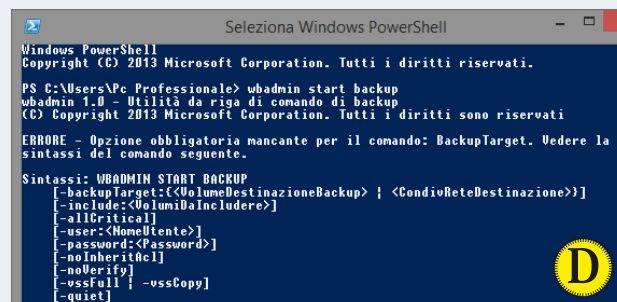 Seleziona Windows PowerShell
Windows PowerShell
Copyright (C) 2013 Microsoft Corporation. Tutti i diritti riservati.
PS C:\Users\Pc Professionale> wbadmin start backup
wbadmin 1.0 - Utilità da riga di comando di backup
(C) Copyright 2013 Microsoft Corporation. Tutti i diritti sono riservati
ERRORE - Opzione obbligatoria mancante per il comando: BackupTarget. Vedere la
sintassi del comando seguente.
Sintassi: WBADMIN START BACKUP
[-backupTarget:{<VolumeDestinazioneBackup> | <CondivReteDestinazione>}]
[-include:<VolumiDaIncludere>]
[-allCritical]
[-user:<NomeUtente>]
[-password:<Password>]
[-noInheritAcl]
[-noVerify]
[-vssFull | -vssCopy]
[-quiet]
D